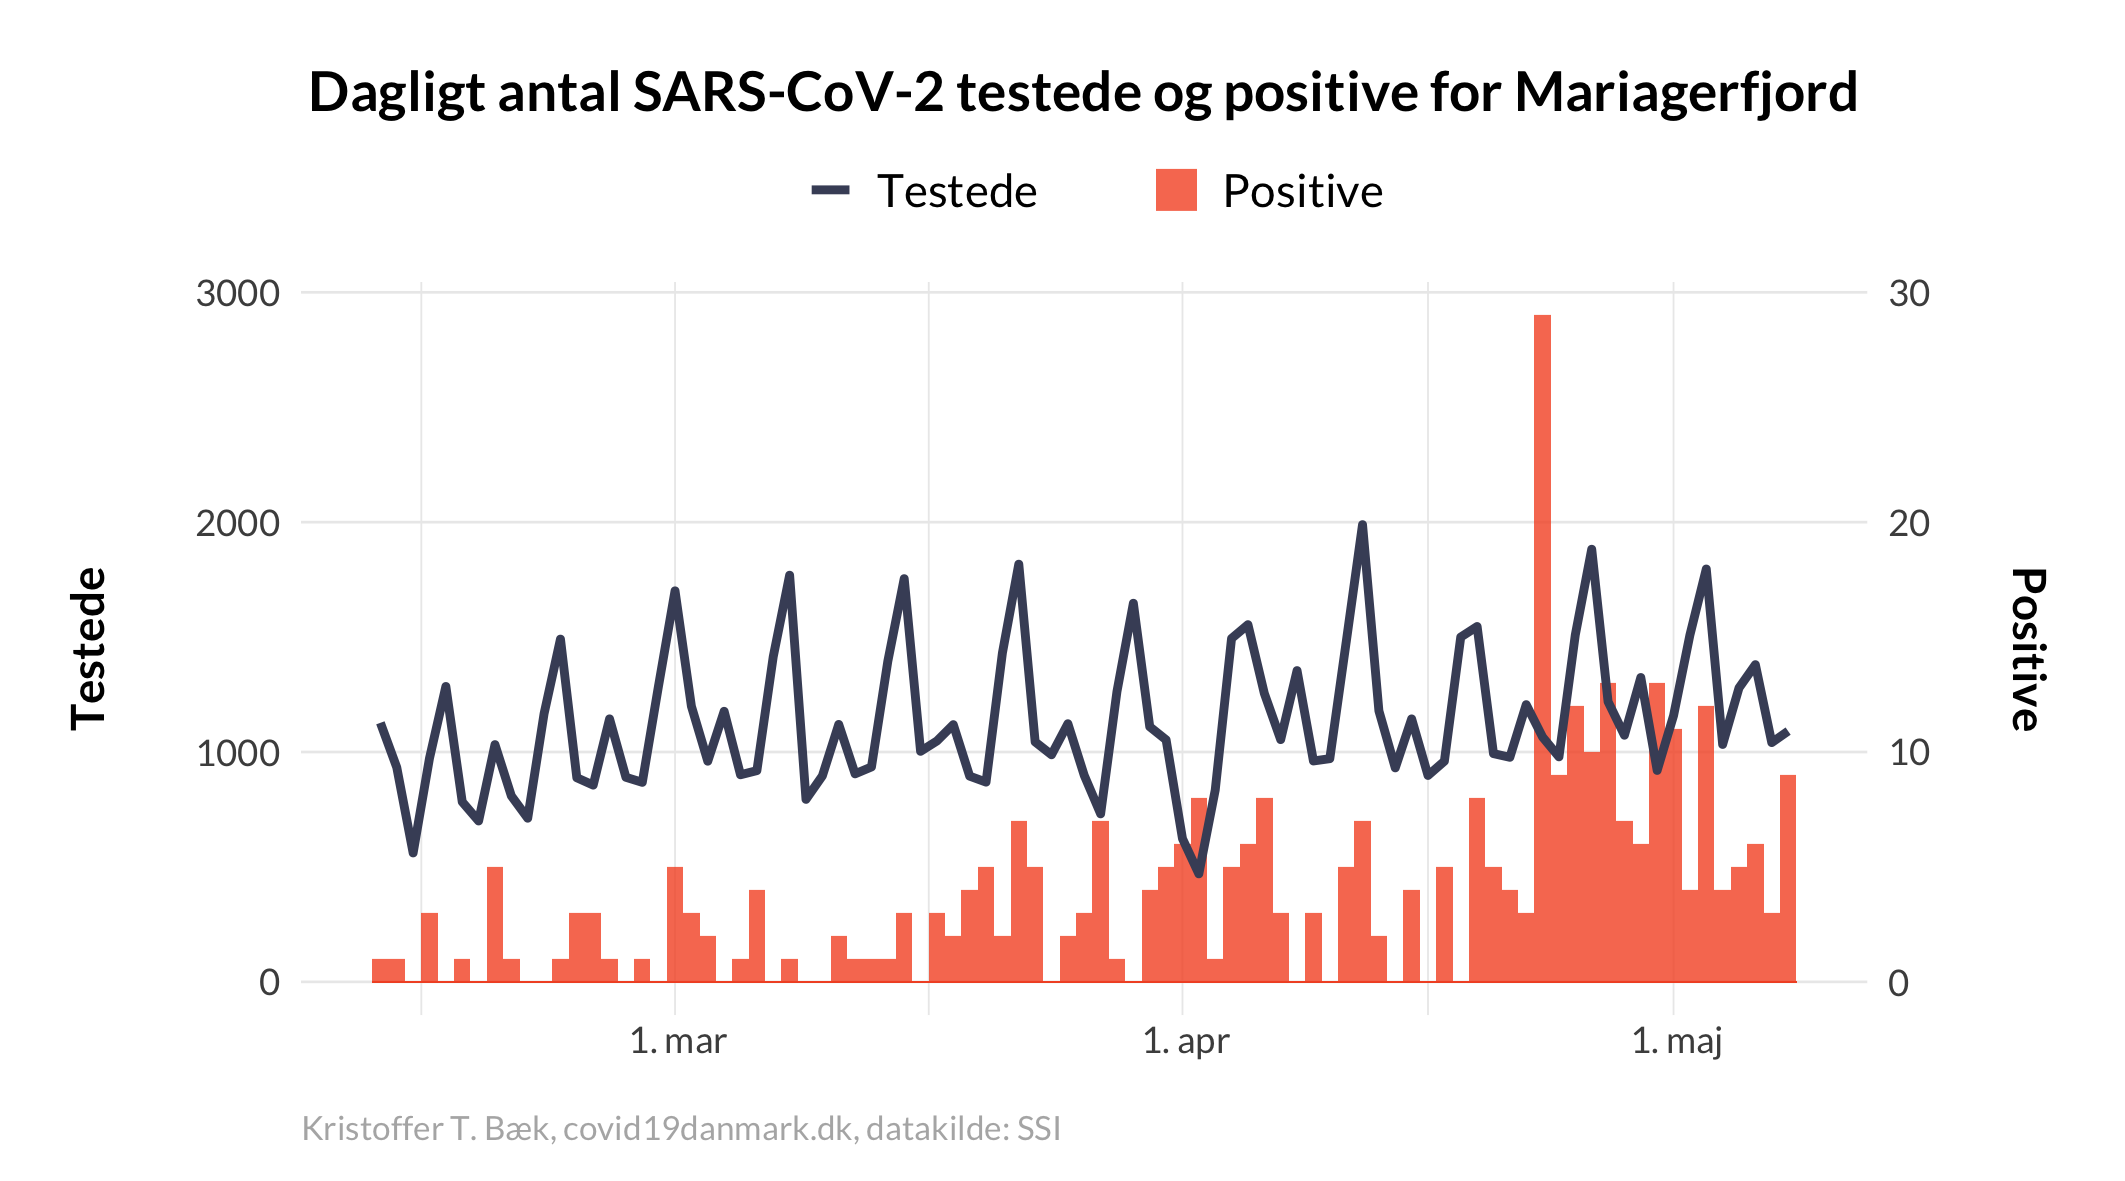 Dagligt antal SARS-CoV-2 testede og positive for Mariagerfjord
Testede
Positive
3000
2000
1000
0
30
20
10
0
Testede
Positive
1. mar
1. apr
1. maj
Kristoffer T. Bæk, covid19danmark.dk, datakilde: SSI